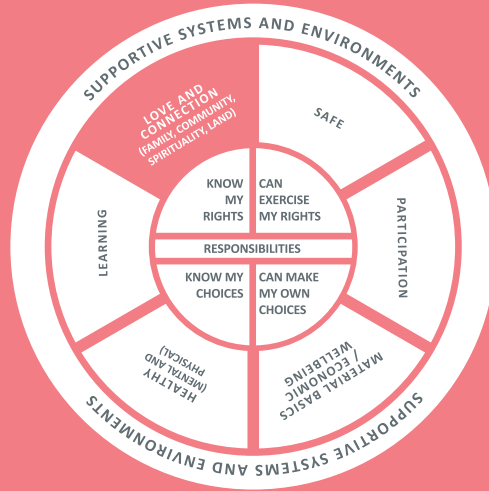 SUPPORTIVE SYSTEMS AND ENVIRONMENTS
LOVE AND
CONNECTION
(FAMILY, COMMUNITY,
SPIRITUALITY, LAND)
SAFE
PARTICIPATION
MATERIAL BASICS
/ ECONOMIC
WELLBEING
HEALTHY
(MENTAL AND
PHYSICAL)
LEARNING
KNOW
MY
RIGHTS
CAN
EXERCISE
MY RIGHTS
RESPONSIBILITIES
KNOW MY
CHOICES
CAN MAKE
MY OWN
CHOICES
SUPPORTIVE SYSTEMS AND ENVIRONMENTS